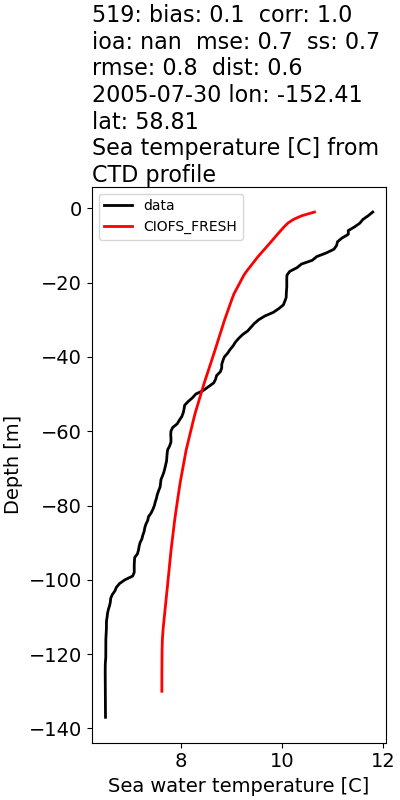 519: bias: 0.1  corr: 1.0
ioa: nan  mse: 0.7  ss: 0.7
rmse: 0.8  dist: 0.6
2005-07-30 lon: -152.41
lat: 58.81
Sea temperature [C] from
CTD profile
data
CIOFS_FRESH
0
−20
−40
−60
−80
−100
−120
−140
Depth [m]
8
10
12
Sea water temperature [C]